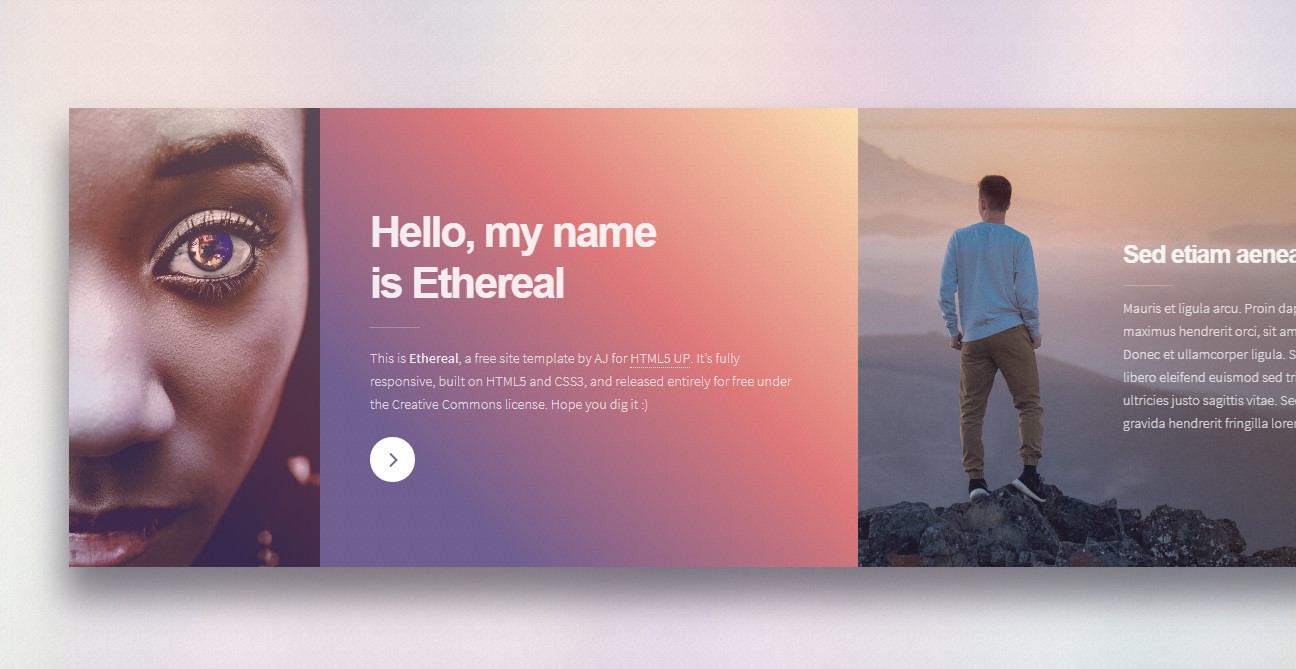 Hello, my name
is Ethereal
This is Ethereal, a free site template by AJ for HTML5 UP. It's fully
responsive, built on HTML5 and CSS3, and released entirely for free under
the Creative Commons license. Hope you dig it :)
Sed etiam aenea
Mauris et ligula arcu. Proin dap
maximus hendrerit orci, sit am
Donec et ullamcorper ligula. S
libero eleifend euismod sed tri
ultricies justo sagittis vitae. Sed
gravida hendrerit fringilla lorem